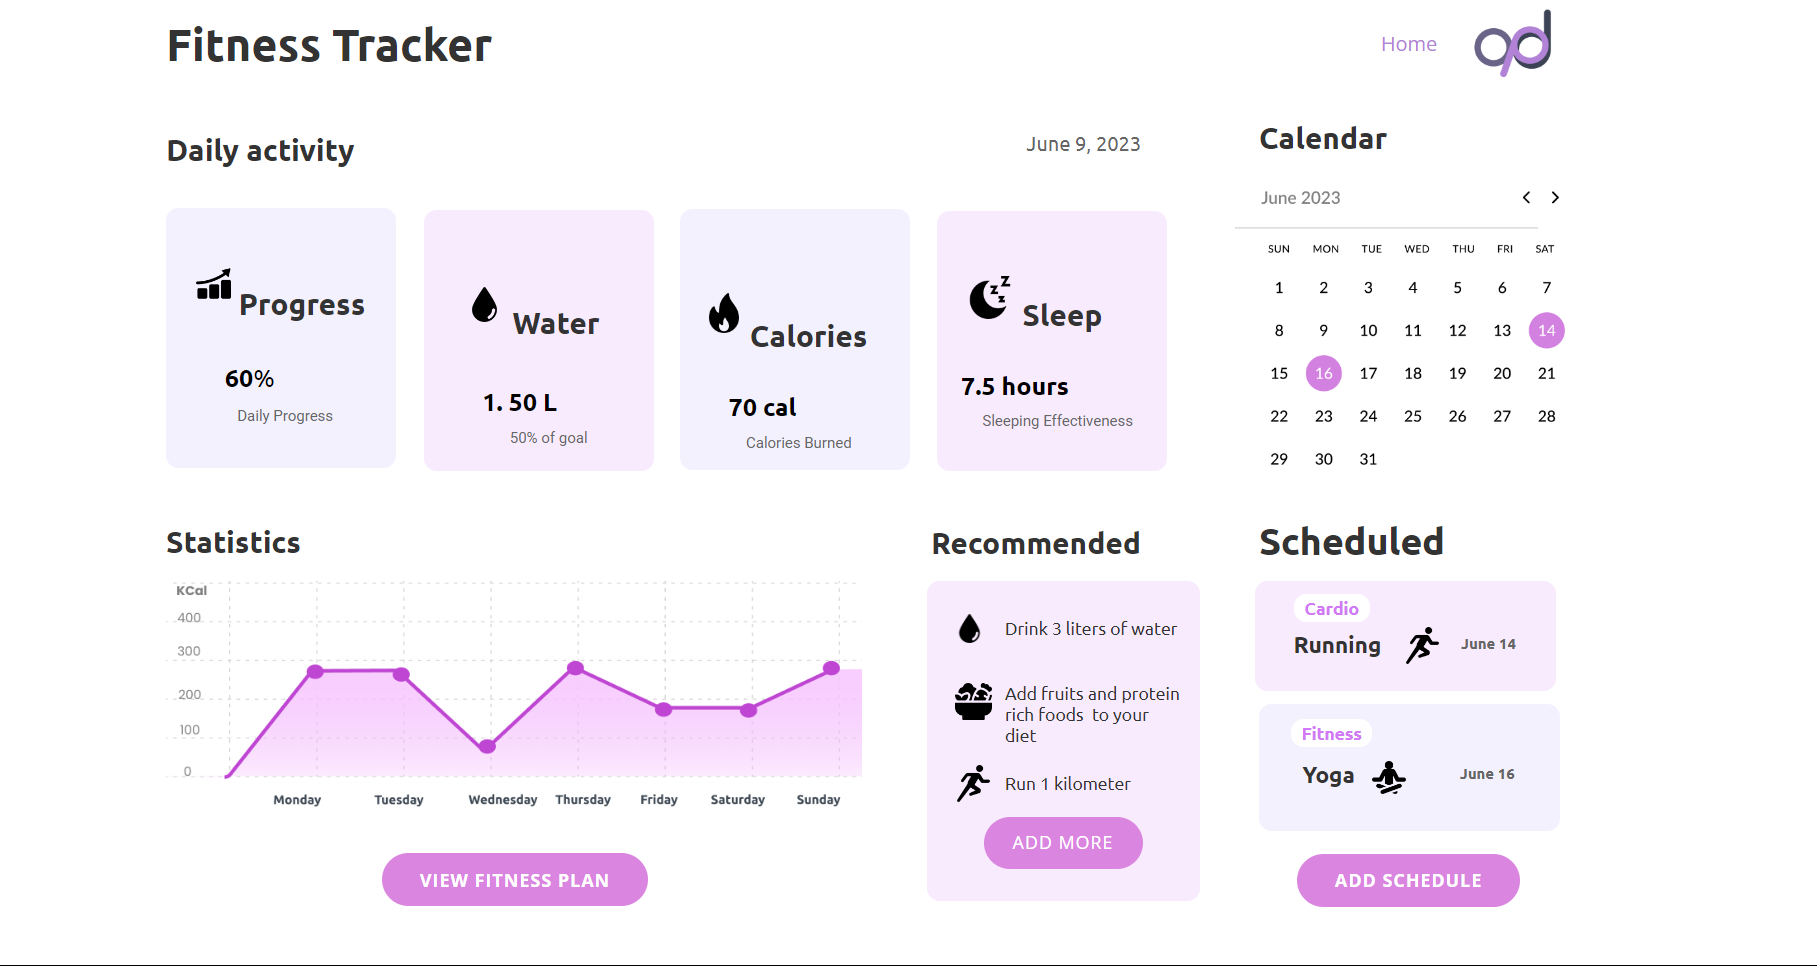 Fitness Tracker
Home
Daily activity
June 9, 2023
Calendar
June 2023
SUN MON TUE WED THU FRI SAT
1 2 3 4 5 6 7
8 9 10 11 12 13 14
15 16 17 18 19 20 21
22 23 24 25 26 27 28
29 30 31
Progress
60%
Daily Progress
Water
1. 50 L
50% of goal
Calories
70 cal
Calories Burned
Sleep
7.5 hours
Sleeping Effectiveness
Statistics
KCal
400
300
200
100
0
Monday Tuesday Wednesday Thursday Friday Saturday Sunday
VIEW FITNESS PLAN
Recommended
Drink 3 liters of water
Add fruits and protein
rich foods to your
diet
Run 1 kilometer
ADD MORE
Scheduled
Cardio
Running
June 14
Fitness
Yoga
June 16
ADD SCHEDULE